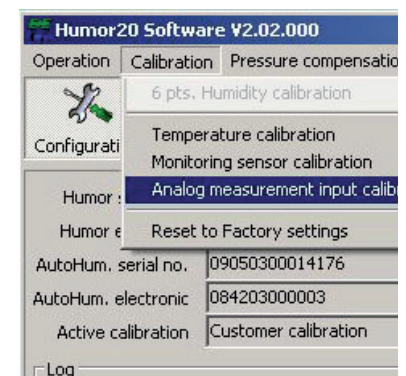 Humor20 Software V2.02.000
Operation Calibration Pressure compensatio
6 pts. Humidity calibration
Configurati
Temperature calibration
Monitoring sensor calibration
Analog measurement input calib
Humor
Humor e
Reset to Factory settings
AutoHum. serial no. 09050300014176
AutoHum. electronic 084203000003
Active calibration Customer calibration
Log